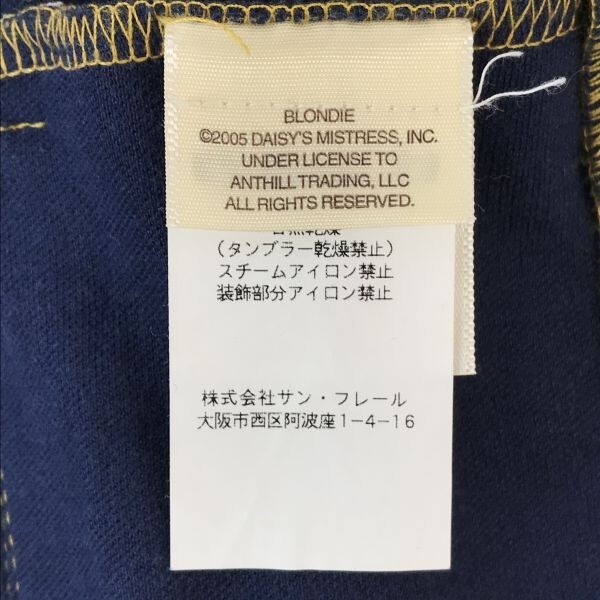 BLONDIE
©2005 DAISY'S MISTRESS, INC.
UNDER LICENSE TO
ANTHILL TRADING, LLC
ALL RIGHTS RESERVED.
(タンブラー乾燥禁止)
スチームアイロン禁止
装飾部分アイロン禁止
株式会社サン・フレール
大阪市西区阿波座1-4-16